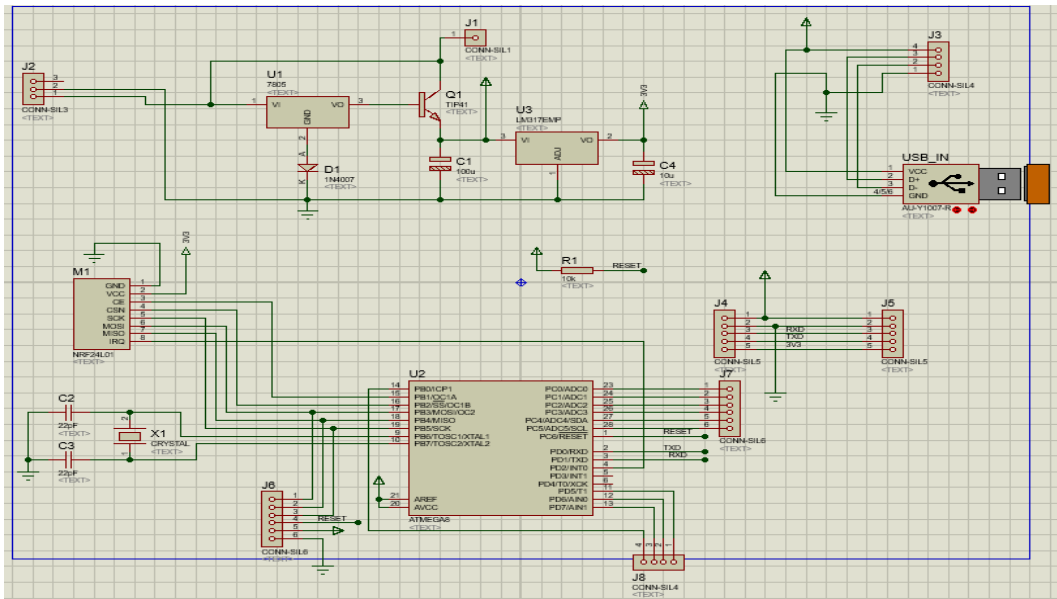 J1
1
CONN-SIL1
<TEXT>
J2
3
2
1
CONN-SIL3
<TEXT>
U1
7805
1
VI
VO
3
GND
2
A
D1
K
1N4007
<TEXT>
Q1
TIP41
<TEXT>
C1
100u
<TEXT>
U3
LM317EMP
<TEXT>
3
VI
VO
2
ADJ
1
3V3
C4
10u
<TEXT>
J3
4
3
2
1
CONN-SIL4
<TEXT>
USB_IN
1
VCC
2
D+
3
D-
4/5/6
GND
AU-Y1007-R
<TEXT>
3V3
M1
GND
1
VCC
2
CE
3
CSN
4
SCK
5
MOSI
6
MISO
7
IRQ
8
NRF24L01
<TEXT>
R1
10k
<TEXT>
RESET
J4
1
2
3
4
5
CONN-SIL5
<TEXT>
RXD
TXD
3V3
J5
1
2
3
4
5
CONN-SIL5
<TEXT>
C2
22pF
<TEXT>
C3
22pF
<TEXT>
X1
2
1
CRYSTAL
<TEXT>
U2
14
PB0/ICP1
15
PB1/OC1A
16
PB2/SS/OC1B
17
PB3/MOSI/OC2
18
PB4/MISO
19
PB5/SCK
9
PB6/TOSC1/XTAL1
10
PB7/TOSC2/XTAL2
21
AREF
20
AVCC
PC0/ADC0
23
PC1/ADC1
24
PC2/ADC2
25
PC3/ADC3
26
PC4/ADC4/SDA
27
PC5/ADC5/SCL
28
PC6/RESET
1
PD0/RXD
2
PD1/TXD
3
PD2/INT0
4
PD3/INT1
5
PD4/T0/XCK
6
PD5/T1
11
PD6/AIN0
12
PD7/AIN1
13
ATMEGA8
<TEXT>
RESET
TXD
RXD
J7
1
2
3
4
5
6
CONN-SIL6
<TEXT>
J6
1
2
3
4
5
6
RESET
CONN-SIL6
<TEXT>
4
3
2
1
J8
CONN-SIL4
<TEXT>